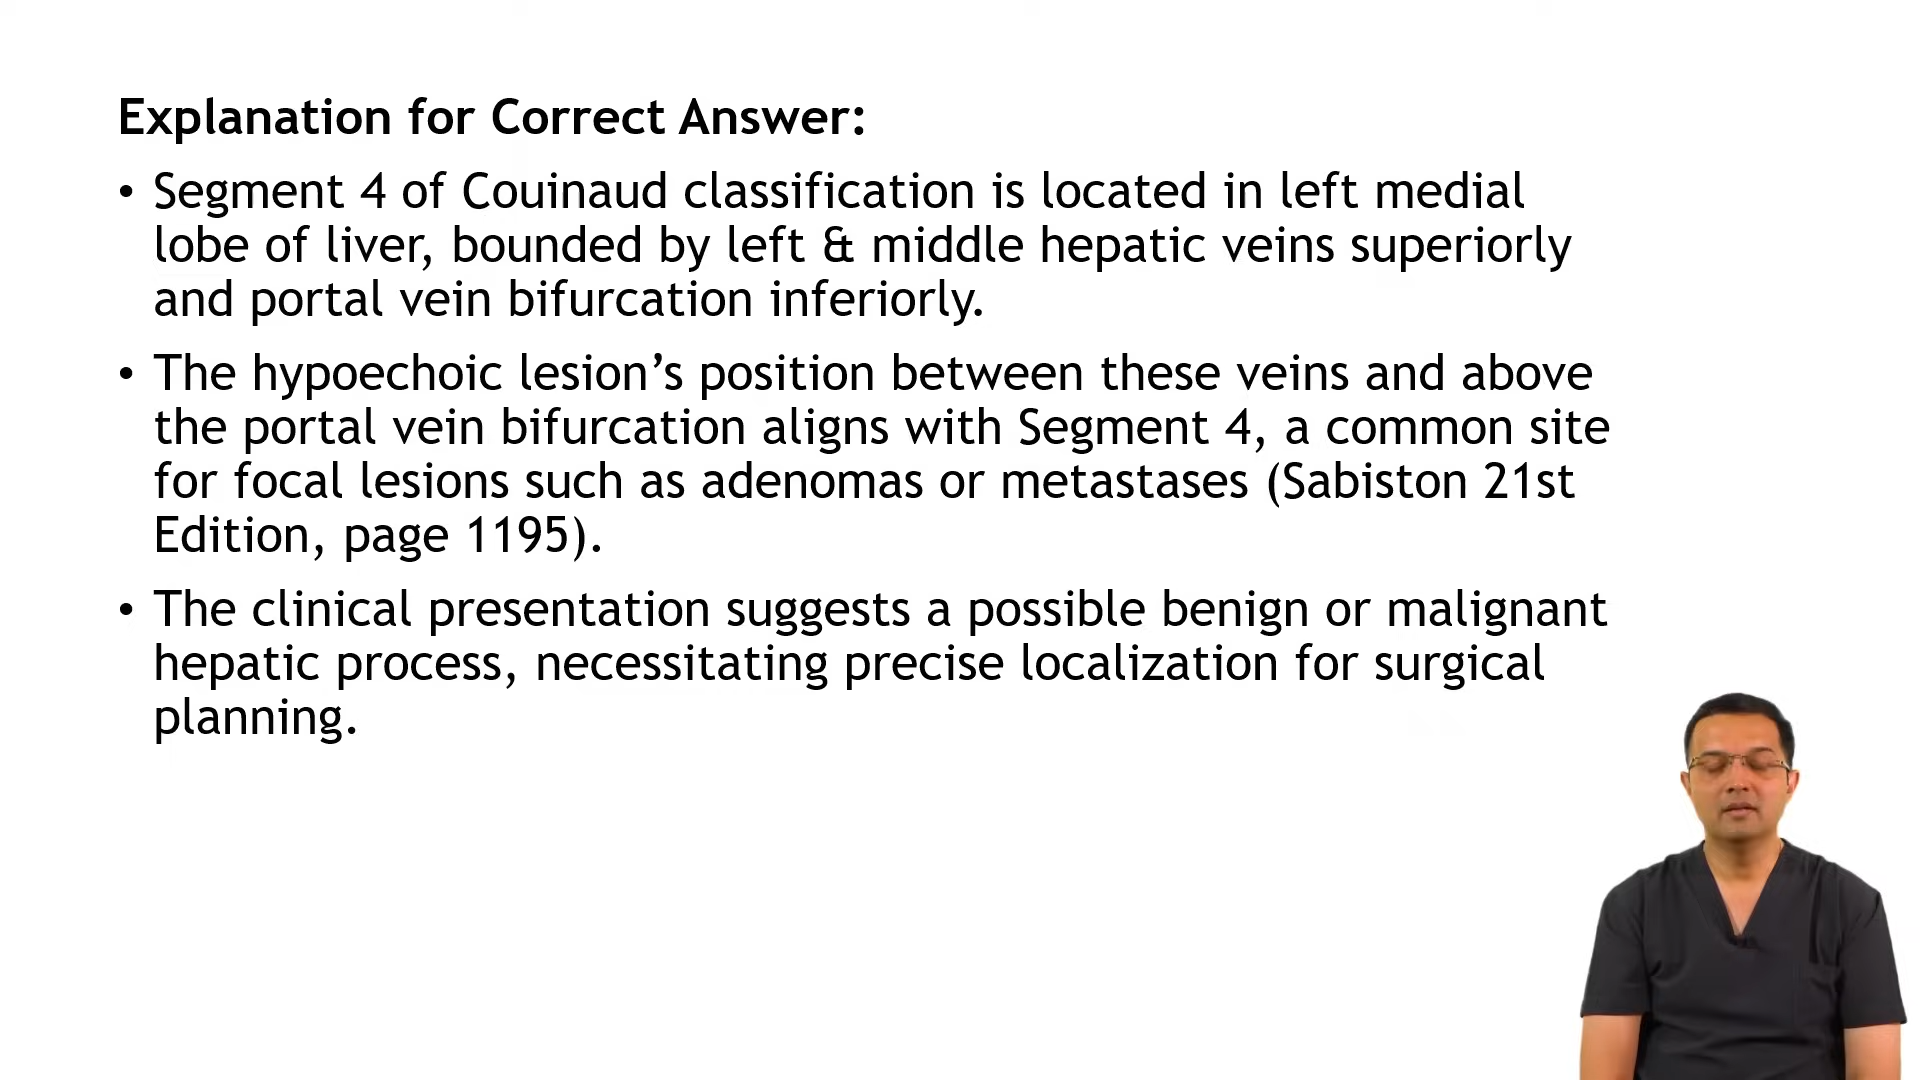 Explanation for Correct Answer:
• Segment 4 of Couinaud classification is located in left medial
lobe of liver, bounded by left & middle hepatic veins superiorly
and portal vein bifurcation inferiorly.
• The hypoechoic lesion’s position between these veins and above
the portal vein bifurcation aligns with Segment 4, a common site
for focal lesions such as adenomas or metastases (Sabiston 21st
Edition, page 1195).
• The clinical presentation suggests a possible benign or malignant
hepatic process, necessitating precise localization for surgical
planning.